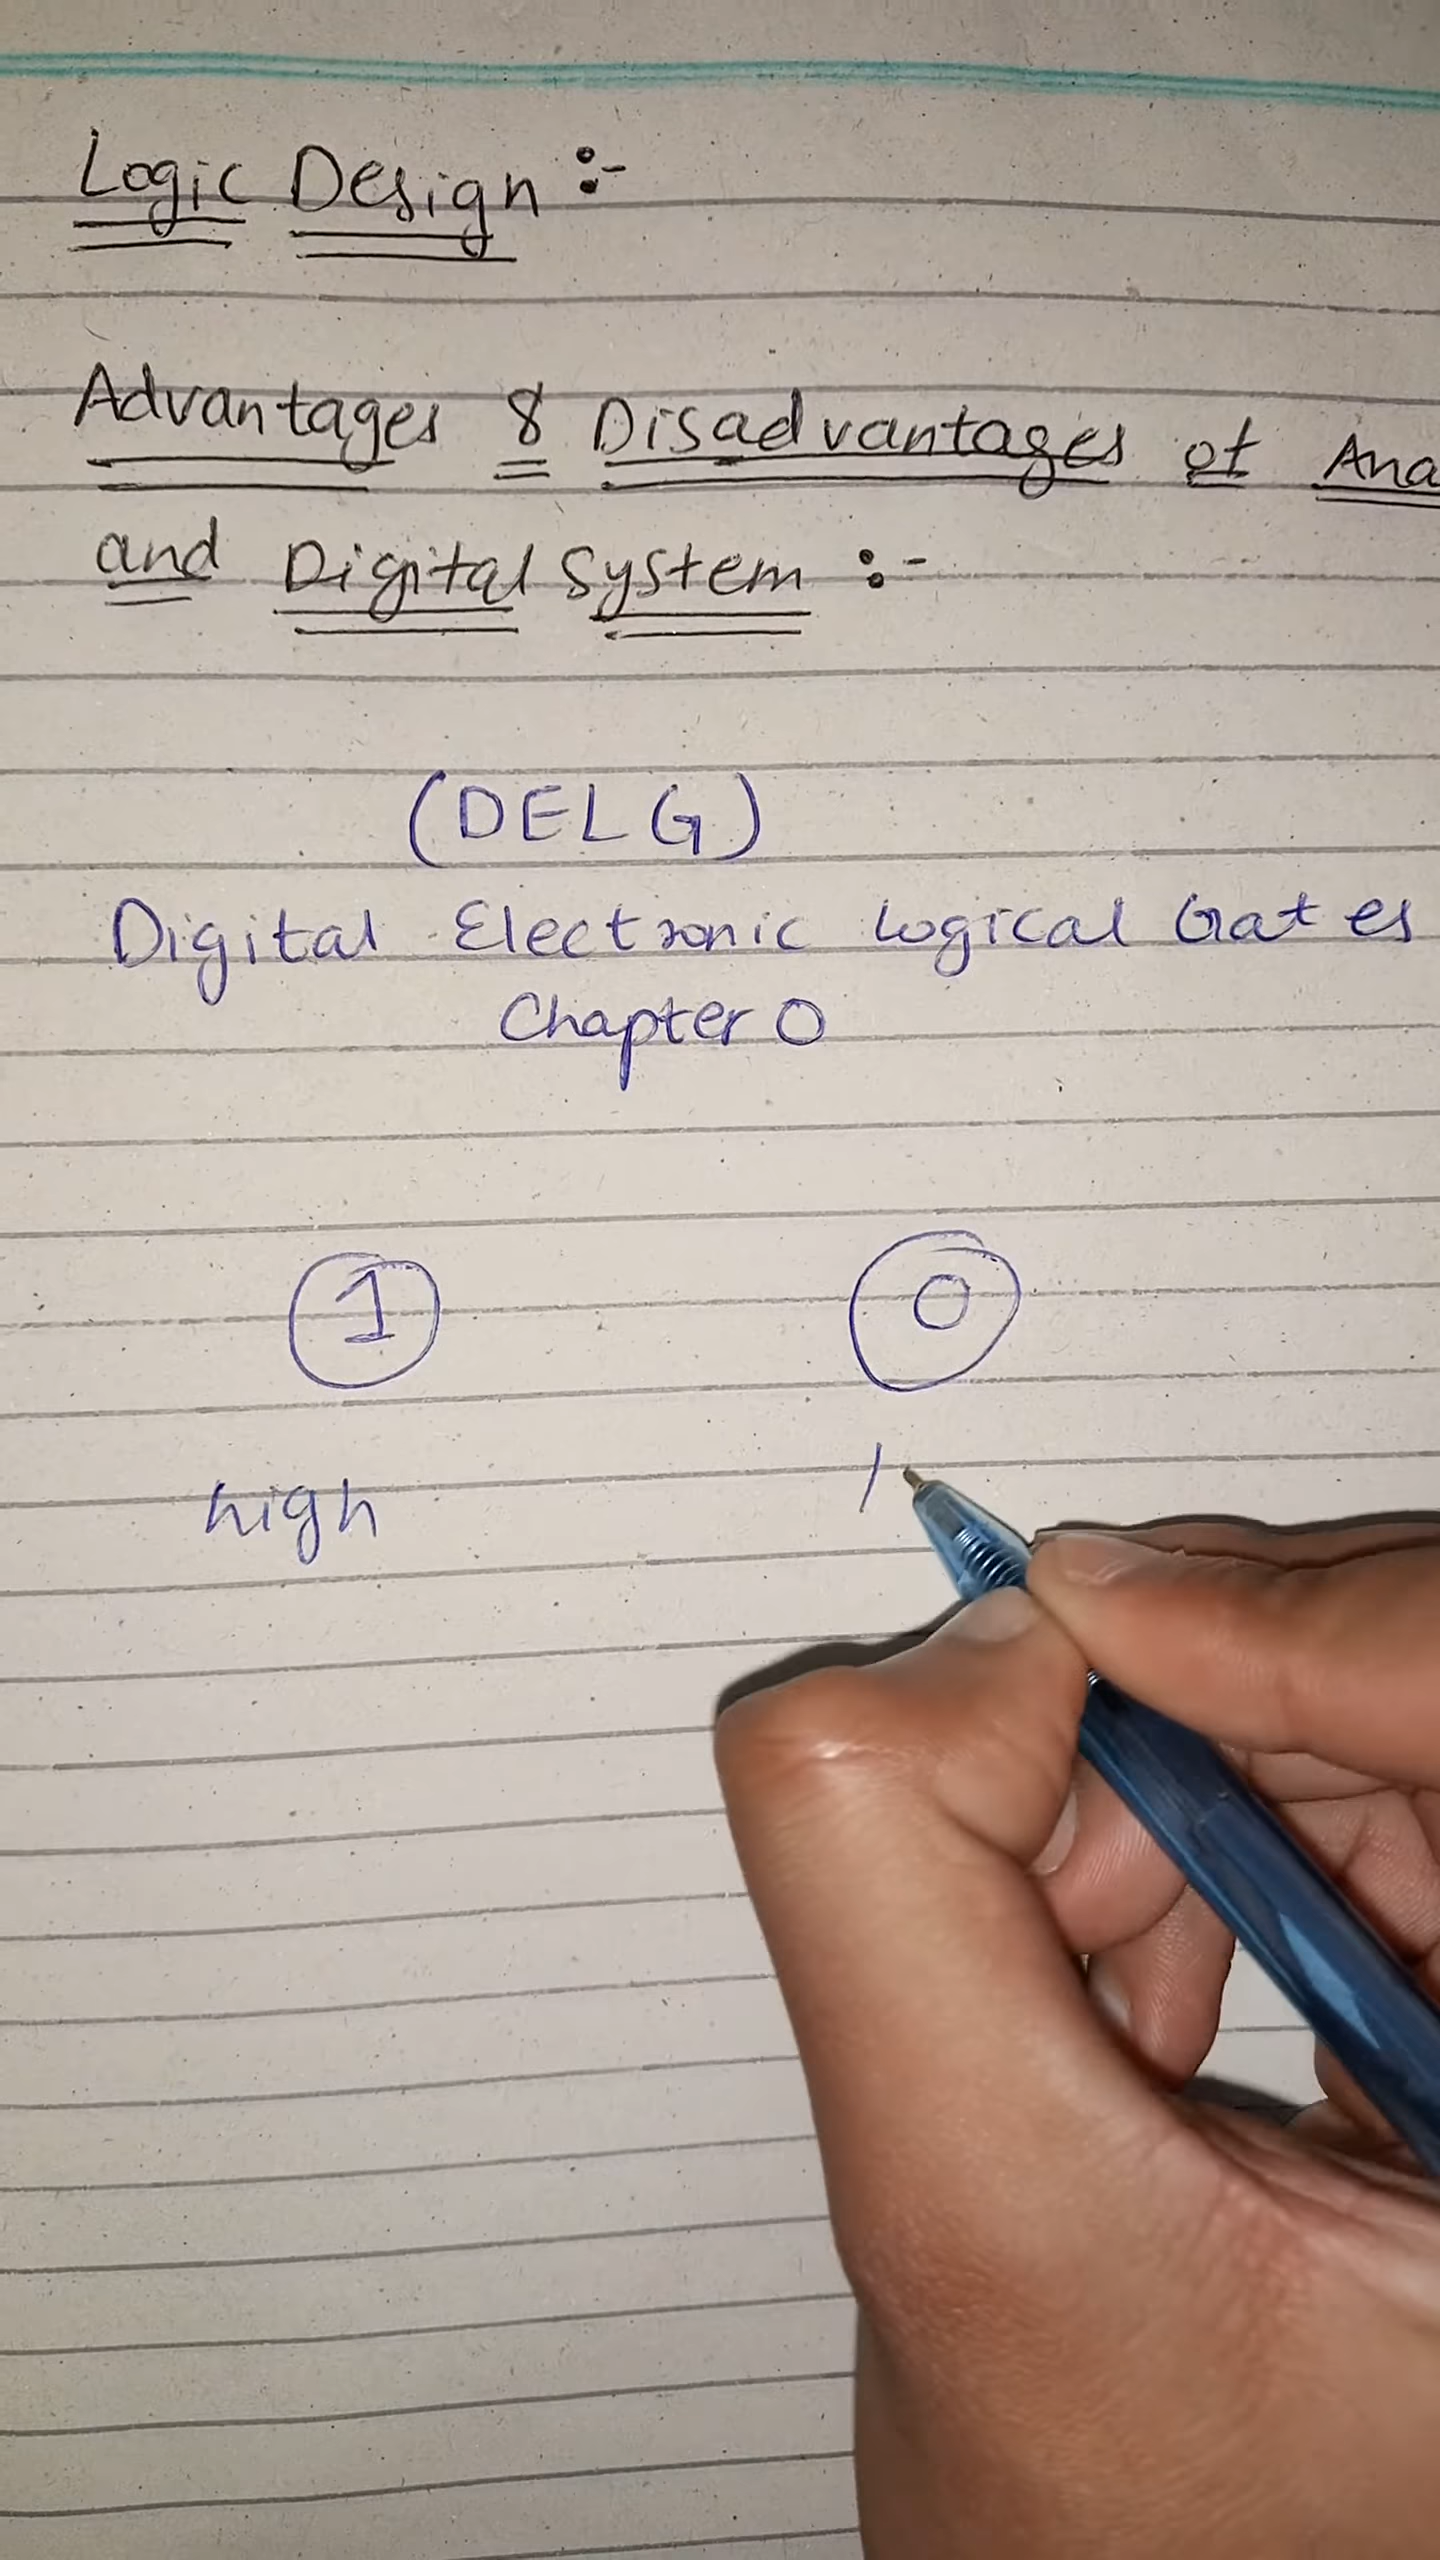 Logic Design :-
Advantages & Disadvantages of Ana
and Digital System :-
(DELG)
Digital Electronic Logical Gates
Chapter 0
1 0
high l